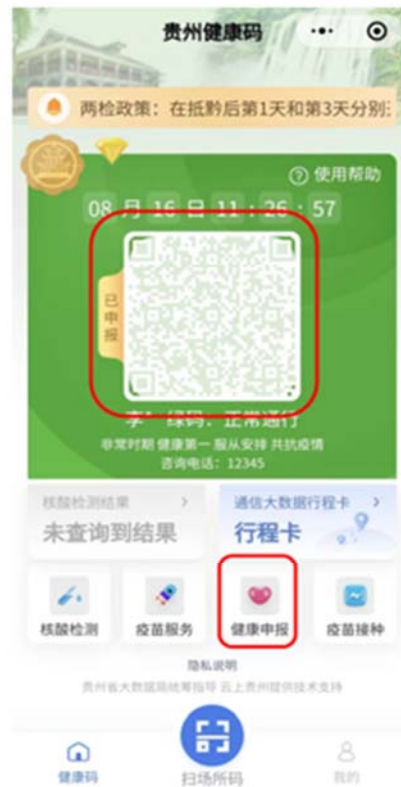 贵州健康码
两检政策：在抵黔后第1天和第3天分别
使用帮助
08 月 16 日 11 : 26 : 57
已申报
李* 绿码：正常通行
非常时期 健康第一 服从安排 共抗疫情
咨询电话：12345
核酸检测结果 >
通信大数据行程卡 >
未查询到结果
行程卡
核酸检测
疫苗服务
健康申报
疫苗接种
隐私说明
贵州省大数据局统筹指导 云上贵州提供技术支持
健康码
扫场所码
我的